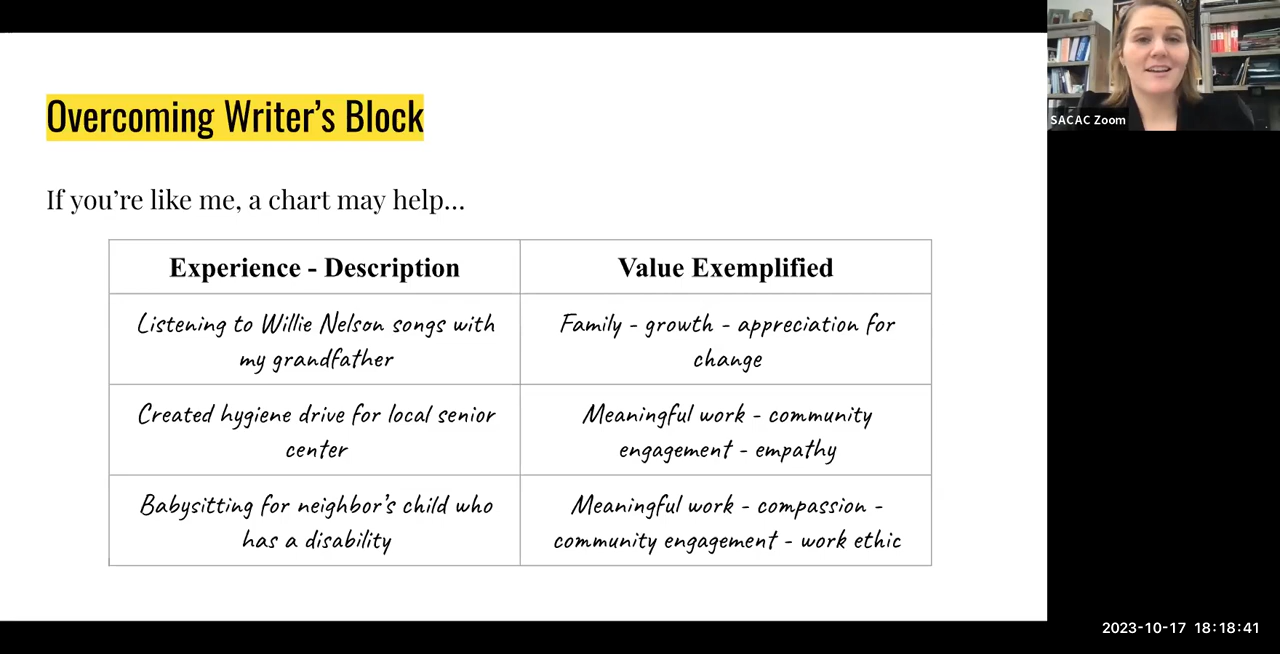 Overcoming Writer's Block
If you're like me, a chart may help...
Experience - Description
Value Exemplified
Listening to Willie Nelson songs with
my grandfather
Family - growth - appreciation for
change
Created hygiene drive for local senior
center
Meaningful work - community
engagement - empathy
Babysitting for neighbor's child who
has a disability
Meaningful work - compassion -
community engagement - work ethic
SACAC Zoom
2023-10-17 18:18:41